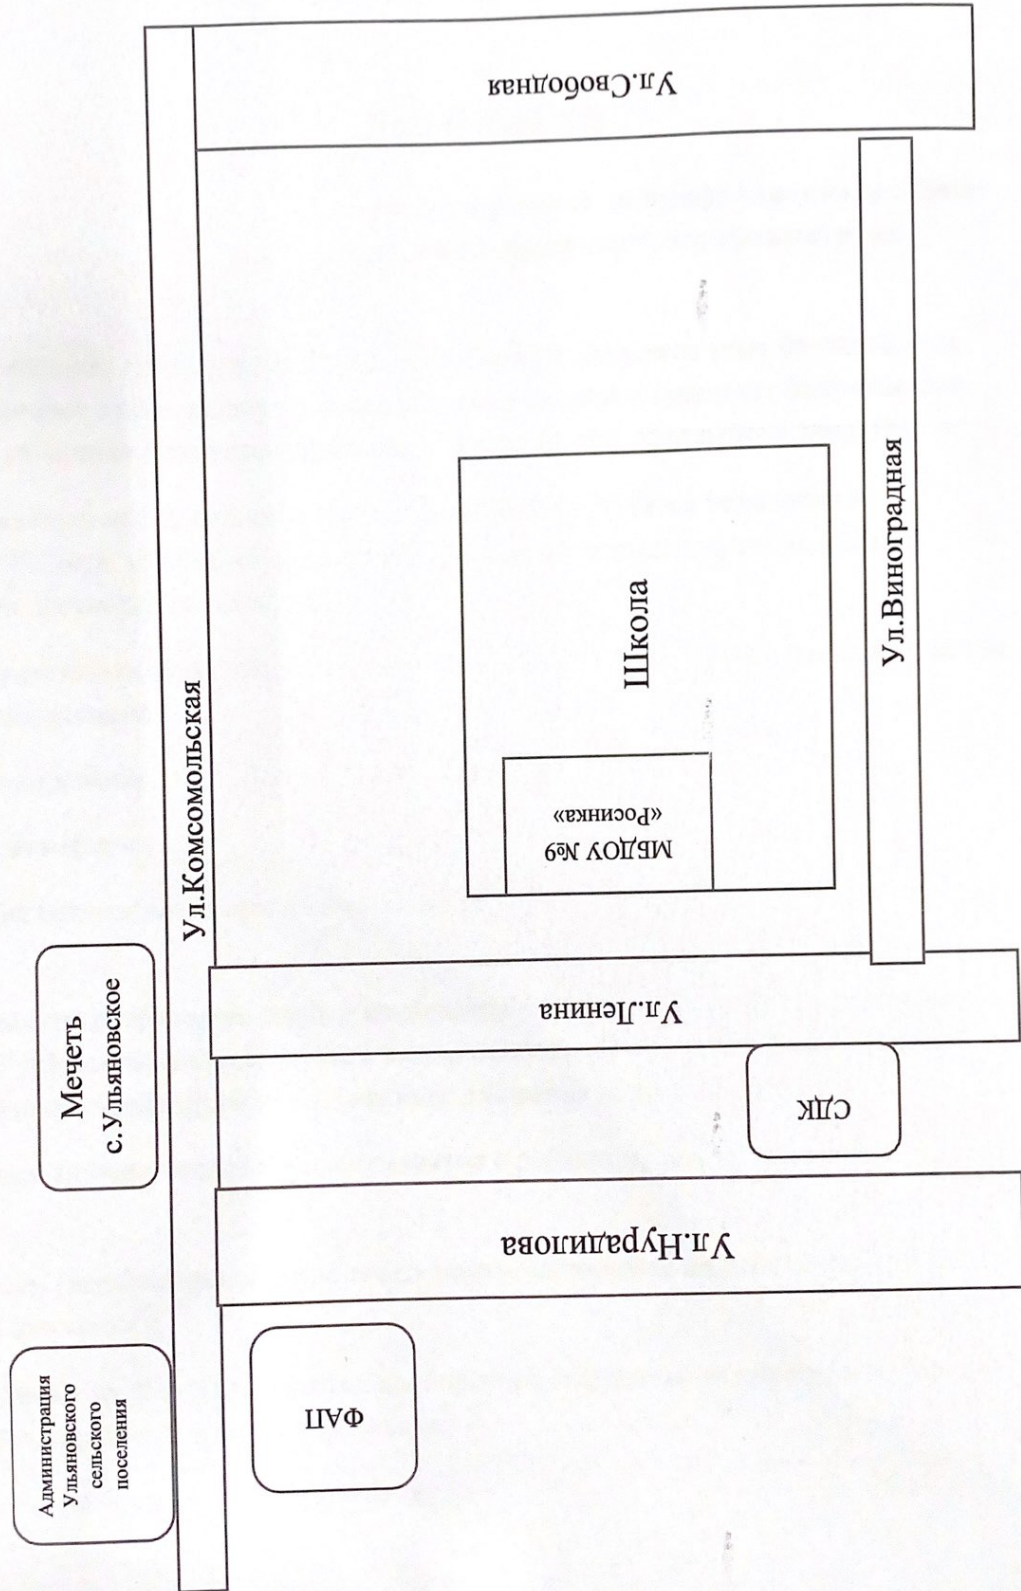 Администрация
Ульяновского
сельского
поселения
Мечеть
с.Ульяновское
Ул.Комсомольская
ФАП
Ул.Нурадилова
СДК
Ул.Ленина
МБДОУ №9
«Росинка»
Школа
Ул.Виноградная
Ул.Свободная